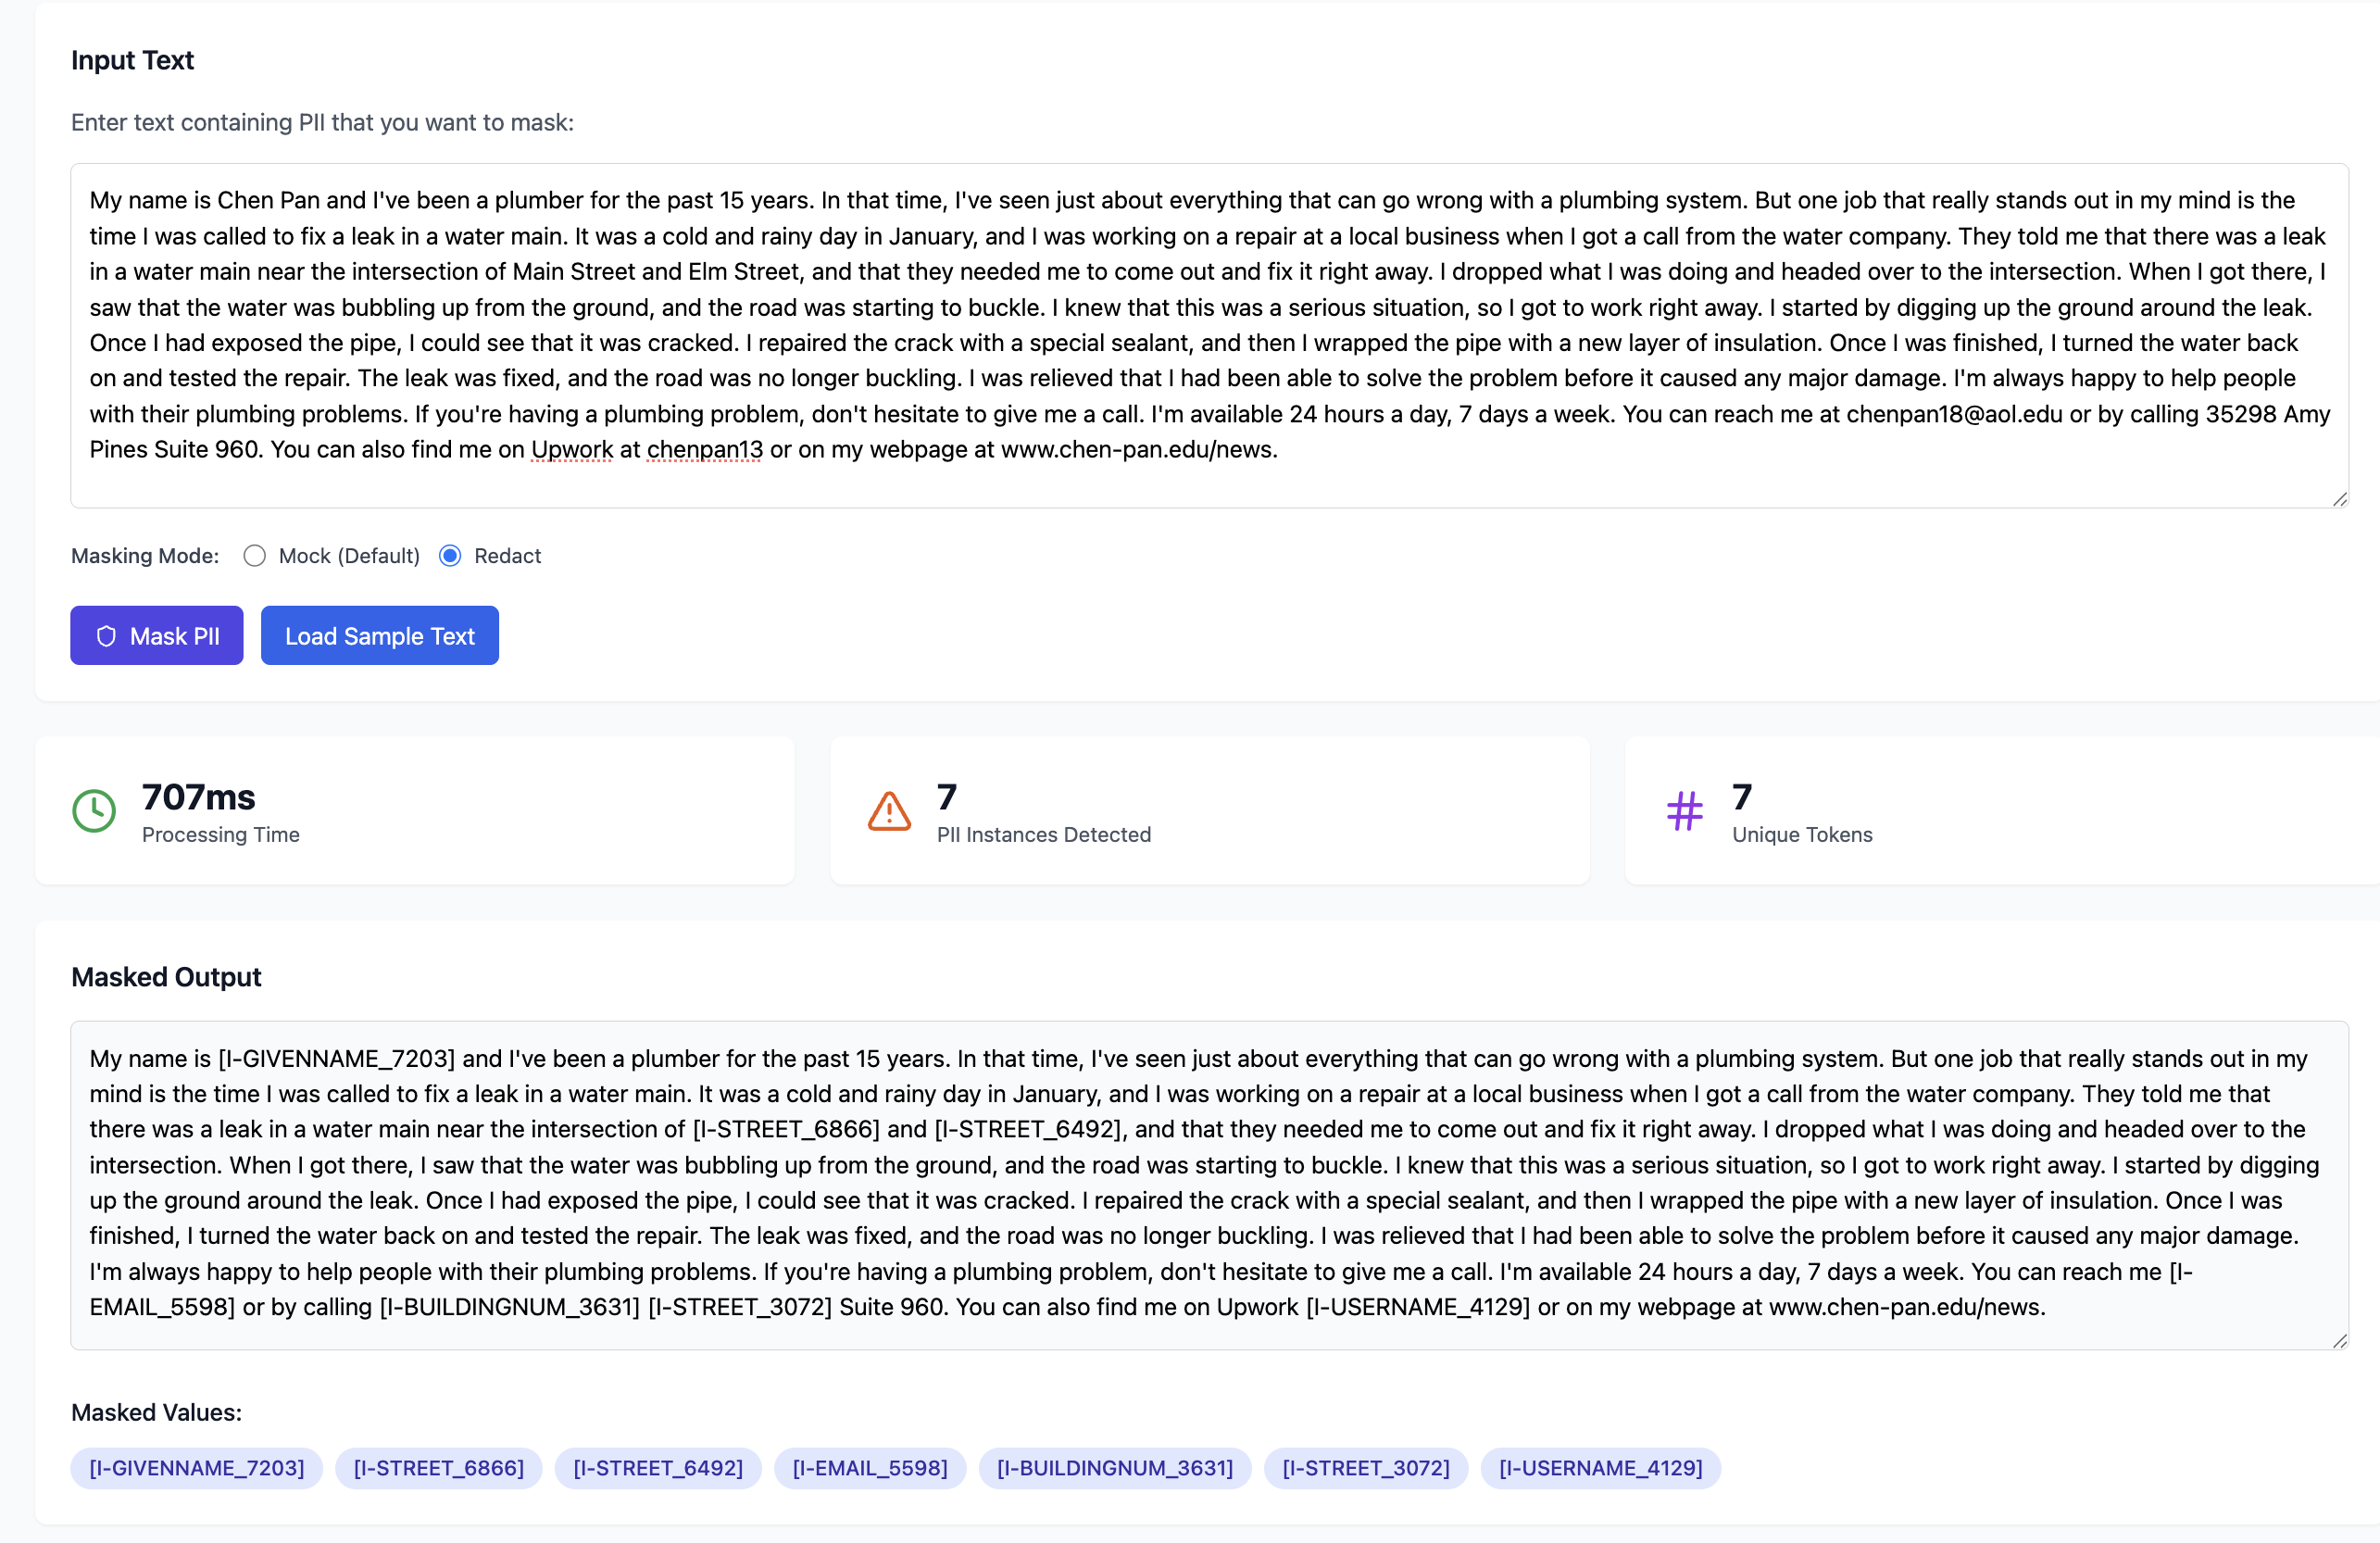 Input Text
Enter text containing PII that you want to mask:
My name is Chen Pan and I've been a plumber for the past 15 years. In that time, I've seen just about everything that can go wrong with a plumbing system. But one job that really stands out in my mind is the
time I was called to fix a leak in a water main. It was a cold and rainy day in January, and I was working on a repair at a local business when I got a call from the water company. They told me that there was a leak
in a water main near the intersection of Main Street and Elm Street, and that they needed me to come out and fix it right away. I dropped what I was doing and headed over to the intersection. When I got there, I
saw that the water was bubbling up from the ground, and the road was starting to buckle. I knew that this was a serious situation, so I got to work right away. I started by digging up the ground around the leak.
Once I had exposed the pipe, I could see that it was cracked. I repaired the crack with a special sealant, and then I wrapped the pipe with a new layer of insulation. Once I was finished, I turned the water back
on and tested the repair. The leak was fixed, and the road was no longer buckling. I was relieved that I had been able to solve the problem before it caused any major damage. I'm always happy to help people
with their plumbing problems. If you're having a plumbing problem, don't hesitate to give me a call. I'm available 24 hours a day, 7 days a week. You can reach me at chenpan18@aol.edu or by calling 35298 Amy
Pines Suite 960. You can also find me on Upwork at chenpan13 or on my webpage at www.chen-pan.edu/news.
Masking Mode: Mock (Default) Redact
Mask PII Load Sample Text
707ms
Processing Time
7
PII Instances Detected
7
Unique Tokens
Masked Output
My name is [I-GIVENNAME_7203] and I've been a plumber for the past 15 years. In that time, I've seen just about everything that can go wrong with a plumbing system. But one job that really stands out in my
mind is the time I was called to fix a leak in a water main. It was a cold and rainy day in January, and I was working on a repair at a local business when I got a call from the water company. They told me that
there was a leak in a water main near the intersection of [I-STREET_6866] and [I-STREET_6492], and that they needed me to come out and fix it right away. I dropped what I was doing and headed over to the
intersection. When I got there, I saw that the water was bubbling up from the ground, and the road was starting to buckle. I knew that this was a serious situation, so I got to work right away. I started by digging
up the ground around the leak. Once I had exposed the pipe, I could see that it was cracked. I repaired the crack with a special sealant, and then I wrapped the pipe with a new layer of insulation. Once I was
finished, I turned the water back on and tested the repair. The leak was fixed, and the road was no longer buckling. I was relieved that I had been able to solve the problem before it caused any major damage.
I'm always happy to help people with their plumbing problems. If you're having a plumbing problem, don't hesitate to give me a call. I'm available 24 hours a day, 7 days a week. You can reach me [I-
EMAIL_5598] or by calling [I-BUILDINGNUM_3631] [I-STREET_3072] Suite 960. You can also find me on Upwork [I-USERNAME_4129] or on my webpage at www.chen-pan.edu/news.
Masked Values:
[I-GIVENNAME_7203] [I-STREET_6866] [I-STREET_6492] [I-EMAIL_5598] [I-BUILDINGNUM_3631] [I-STREET_3072] [I-USERNAME_4129]